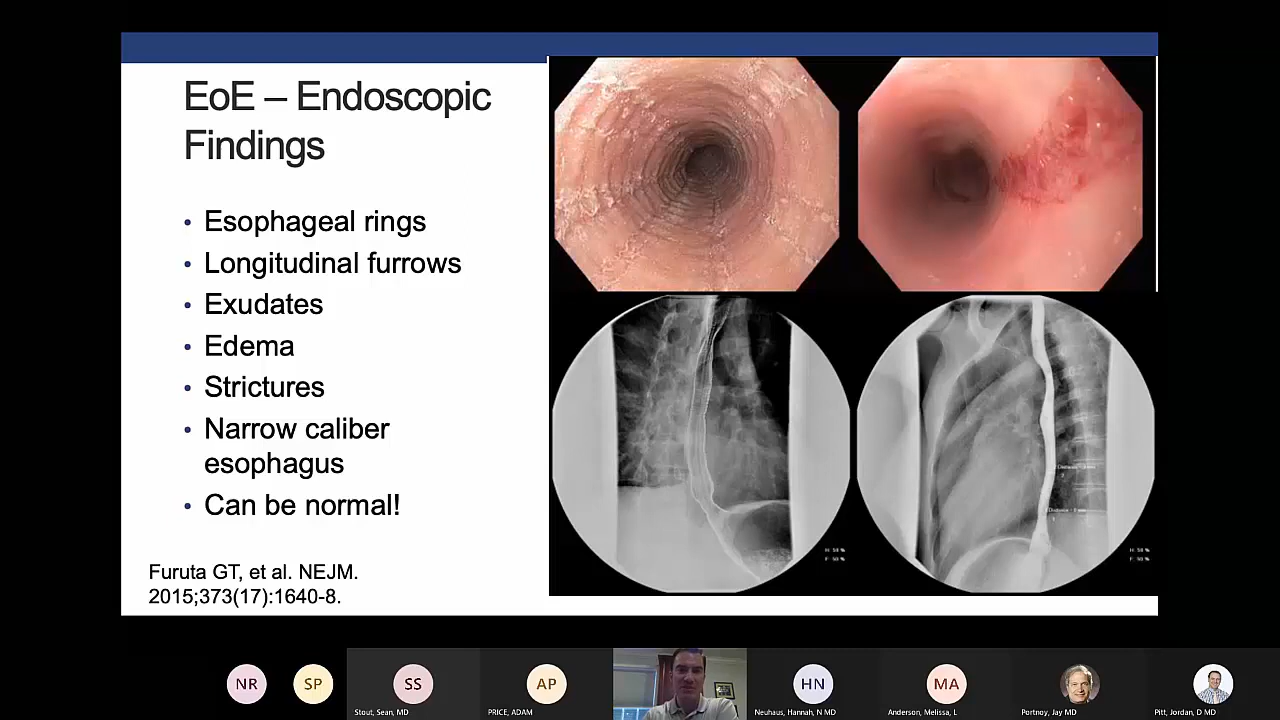 EoE – Endoscopic
Findings
• Esophageal rings
• Longitudinal furrows
• Exudates
• Edema
• Strictures
• Narrow caliber
esophagus
• Can be normal!
Furuta GT, et al. NEJM.
2015;373(17):1640-8.
NR
SP
SS
Stout, Sean, MD
AP
PRICE, ADAM
HN
Neuhaus, Hannah, N MD
MA
Anderson, Melissa, L
Portnoy, Jay MD
Pitt, Jordan, D MD